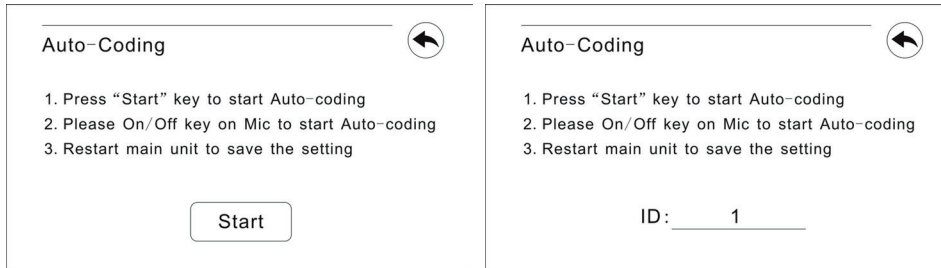 Auto-Coding
1. Press “Start” key to start Auto-coding
2. Please On/Off key on Mic to start Auto-coding
3. Restart main unit to save the setting
Start
Auto-Coding
1. Press “Start” key to start Auto-coding
2. Please On/Off key on Mic to start Auto-coding
3. Restart main unit to save the setting
ID: 1